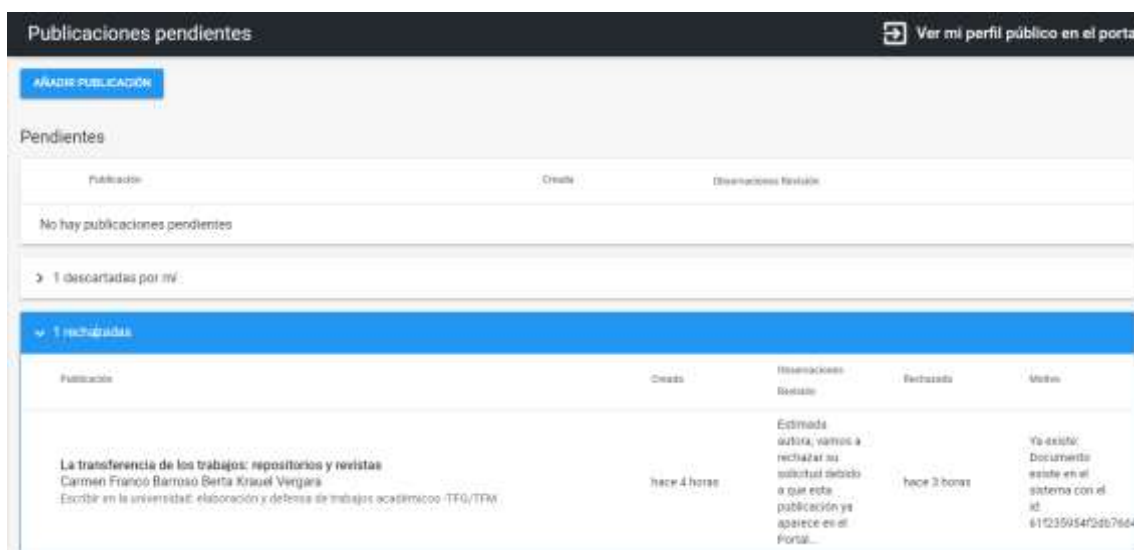 Publicaciones pendientes
Ver mi perfil público en el porta
AÑADIR PUBLICACIÓN
Pendientes
Publicación Creada Observaciones Revisión
No hay publicaciones pendientes
1 descartadas por mí
1 rechazadas
Publicación Creada Observaciones Revisión Rechazada Motivo
La transferencia de los trabajos: repositorios y revistas
Carmen Franco Barroso Berta Krauel Vergara
Escribir en la universidad: elaboración y defensa de trabajos académicos -TFG/TFM
hace 4 horas
Estimada
autora, vamos a
rechazar su
solicitud debido
a que esta
publicación ya
aparece en el
Portal...
hace 3 horas
Ya existe:
Documento
existe en el
sistema con el
id: